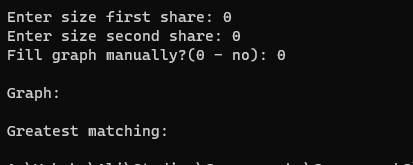 Enter size first share: 0
Enter size second share: 0
Fill graph manually?(0 - no): 0
Graph:
Greatest matching: